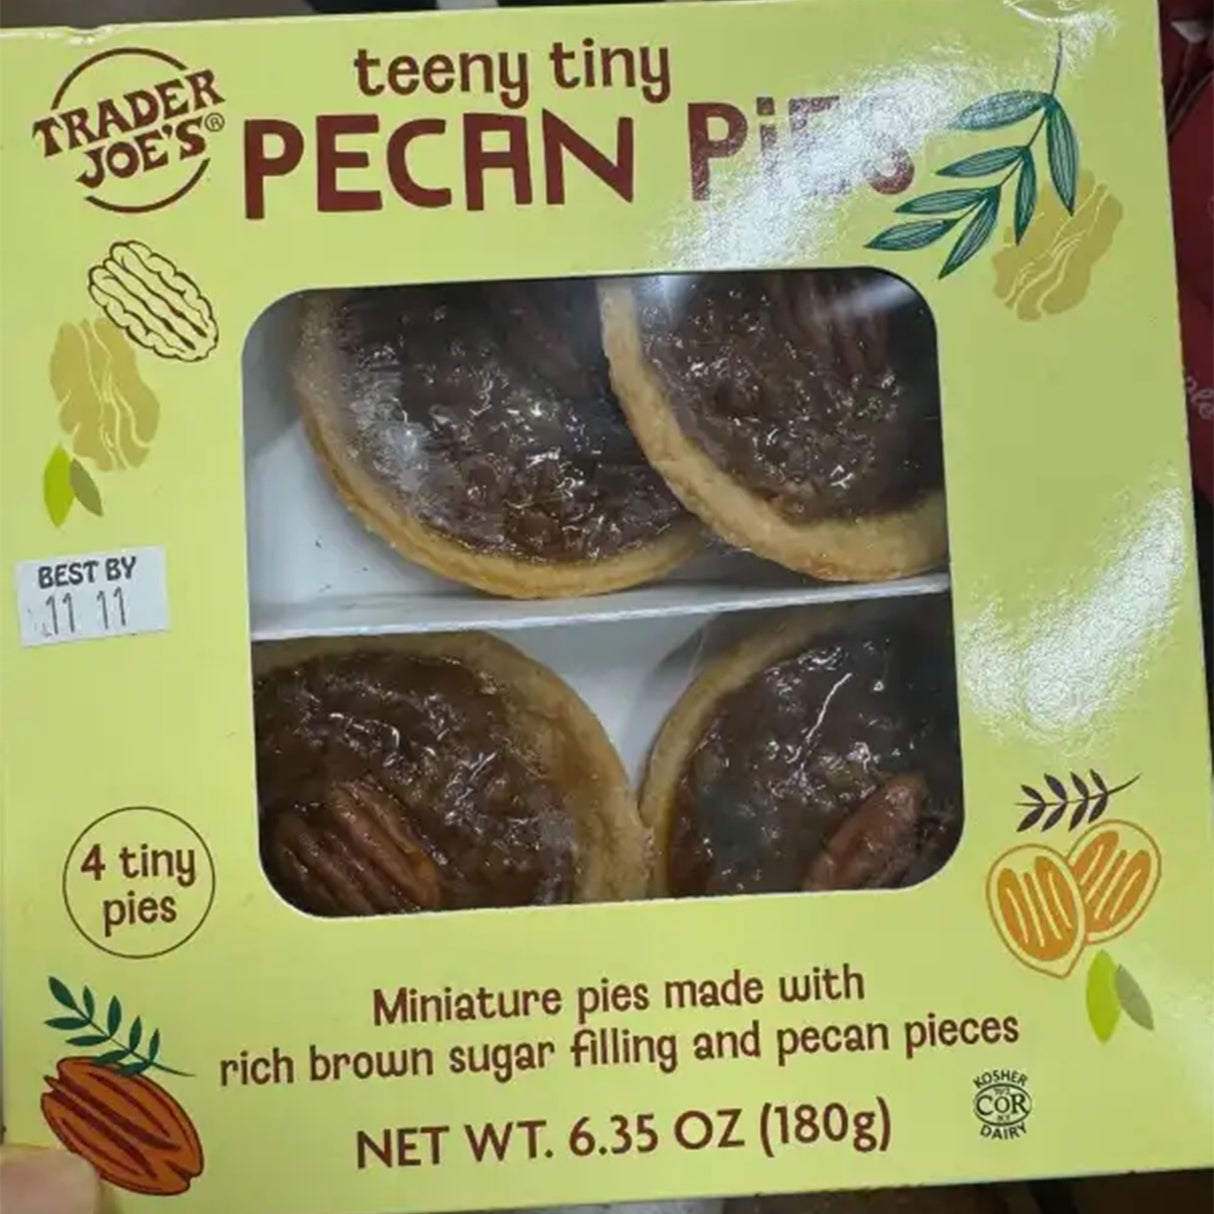 TRADER
JOE'S®
teeny tiny
PECAN PiES
BEST BY
11 11
4 tiny
pies
Miniature pies made with
rich brown sugar filling and pecan pieces
NET WT. 6.35 OZ (180g)
KOSHER
COR
DAIRY